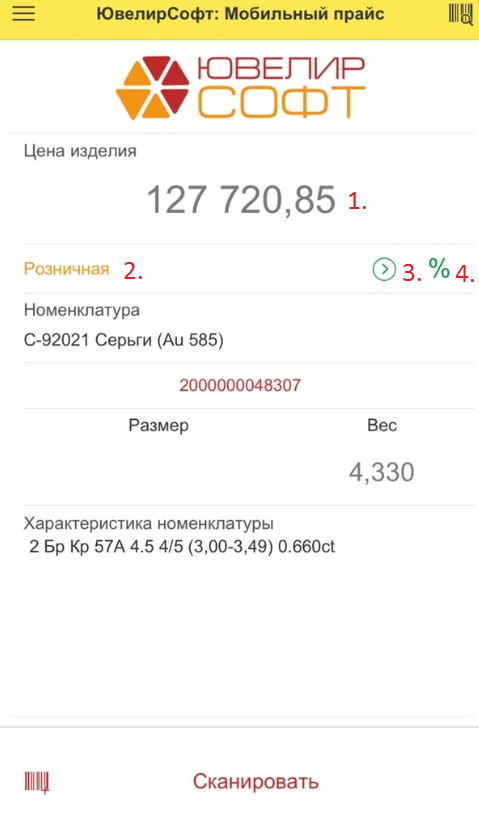 ЮвелирСофт: Мобильный прайс
ЮВЕЛИР
СОФТ
Цена изделия
127 720,85 1.
Розничная 2. 3. % 4.
Номенклатура
С-92021 Серьги (Au 585)
2000000048307
Размер Вес
4,330
Характеристика номенклатуры
2 Бр Кр 57А 4.5 4/5 (3,00-3,49) 0.660ct
Сканировать